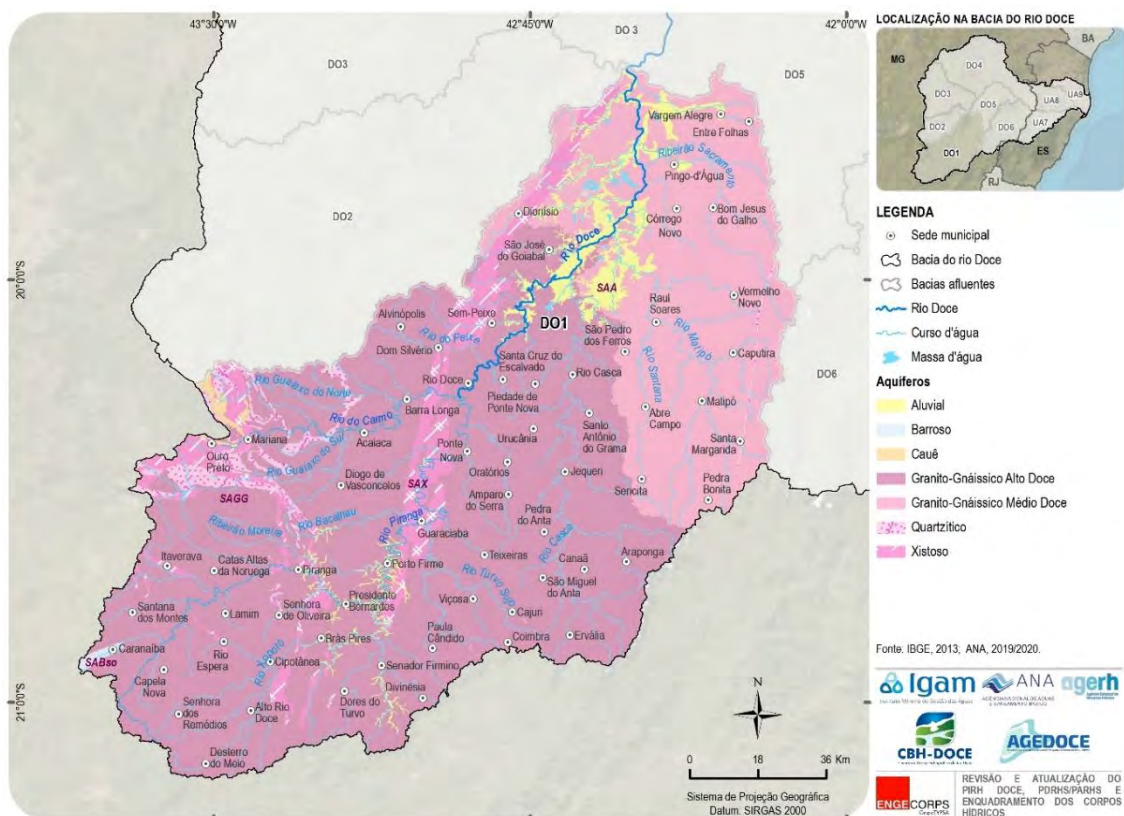 43°30'0"S
42°45'0"S
42°0'0"S
20°0'0"S
21°0'0"S
DO3
DO 3
DO5
DO2
DO6
DO1
Vargem Alegre
Entre Folhas
Ribeirão Sacramento
Pingo-d'Água
Dionísio
Córrego
Novo
Bom Jesus
do Galho
São José
do Goiabal
Rio Doce
SAA
Vermelho
Novo
Raul
Soares
Alvinópolis
Sem-Peixe
Rio do Peixe
Dom Silvério
São Pedro
dos Ferros
Rio Matipó
Caputira
Santa Cruz do
Escalvado
Rio Casca
Rio Santana
Rio Guaiaxo do Norte
Rio Doce
Piedade de
Ponte Nova
Barra Longa
Matipó
Abre
Campo
Rio do Carmo
Mariana
Acaiaca
Urucânia
Santo
Antônio
do Grama
Santa
Margarida
Ouro
Preto
Rio Guaiaxo do Sul
Ponte
Nova
Oratórios
Jequeri
Diogo de
Vasconcelos
SAX
SAGG
Amparo
do Serra
Sericita
Pedra
Bonita
Ribeirão Moreira
Rio Bacalhau
Rio Piranga
Guaraciaba
Pedra
do Anta
Itaverava
Catas Altas
da Noruega
Piranga
Porto Firme
Teixeiras
Rio Casca
Canaã
Araponga
São Miguel
do Anta
Rio Turvo Sujo
Santana
dos Montes
Lamim
Senhora
de Oliveira
Presidente
Bernardes
Viçosa
Cajuri
Caranaíba
SABso
Rio
Espera
Brás Pires
Paula
Cândido
Coimbra
Ervália
Rio Xopotó
Cipotânea
Senador Firmino
Capela
Nova
Divinésia
Senhora
dos
Remédios
Alto Rio
Doce
Dores do
Turvo
Desterro
do Melo
N
0 18 36 Km
Sistema de Projeção Geográfica
Datum: SIRGAS 2000
LOCALIZAÇÃO NA BACIA DO RIO DOCE
MG
BA
DO4
DO3
DO5
UA8
UA9
DO2
DO6
UA7
DO1
ES
RJ
LEGENDA
Sede municipal
Bacia do rio Doce
Bacias afluentes
Rio Doce
Curso d'água
Massa d'água
Aquíferos
Aluvial
Barroso
Cauê
Granito-Gnáissico Alto Doce
Granito-Gnáissico Médio Doce
Quartzítico
Xistoso
Fonte: IBGE, 2013; ANA, 2019/2020.
Igam
ANA
agerh
CBH-DOCE
AGEDOCE
ENGECORPS
REVISÃO E ATUALIZAÇÃO DO
PIRH DOCE, PDRHS/PARHS E
ENQUADRAMENTO DOS CORPOS
HÍDRICOS